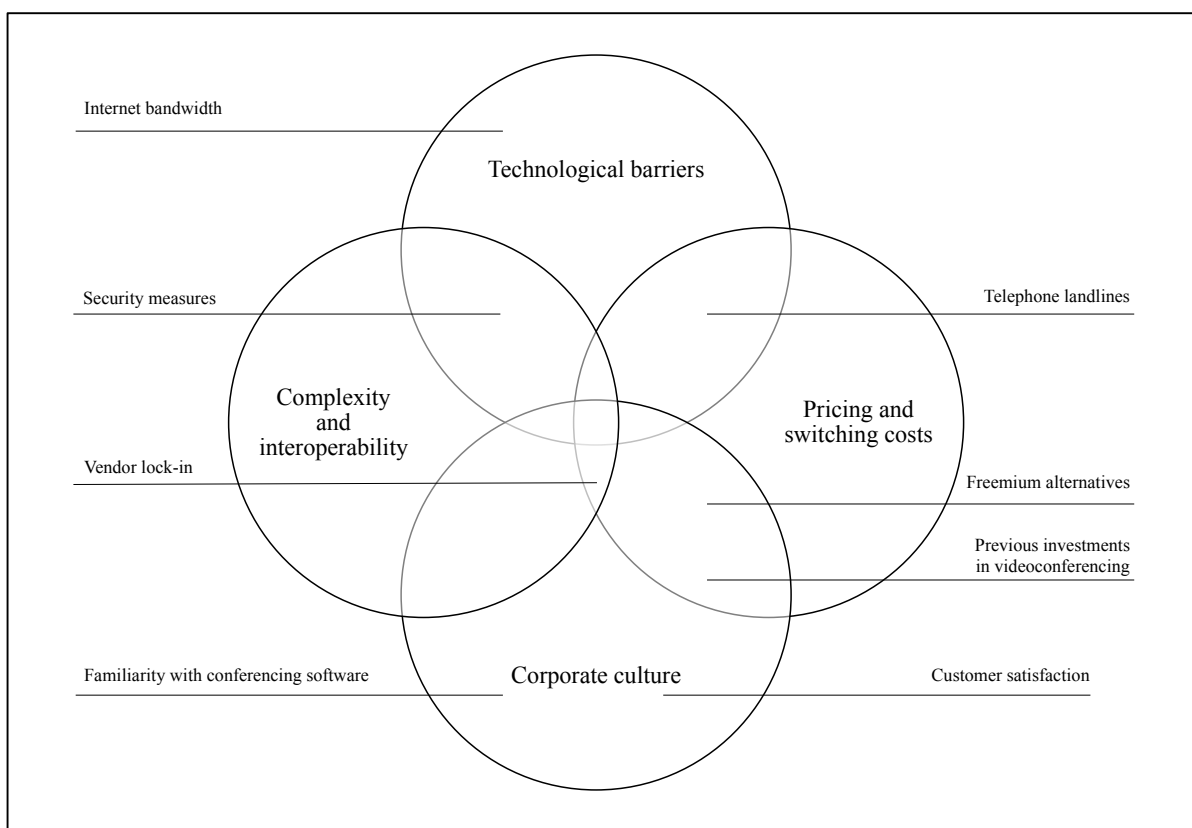 Internet bandwidth
Technological barriers
Security measures
Telephone landlines
Complexity
and
interoperability
Pricing and
switching costs
Vendor lock-in
Freemium alternatives
Previous investments
in videoconferencing
Familiarity with conferencing software
Corporate culture
Customer satisfaction